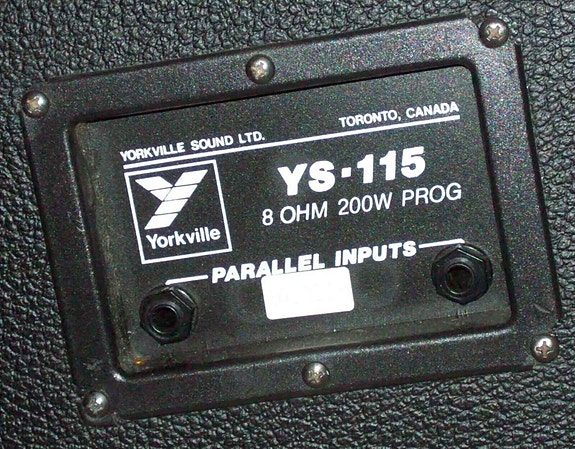 YORKVILLE SOUND LTD. TORONTO, CANADA
YS-115
8 OHM 200W PROG
Yorkville
PARALLEL INPUTS